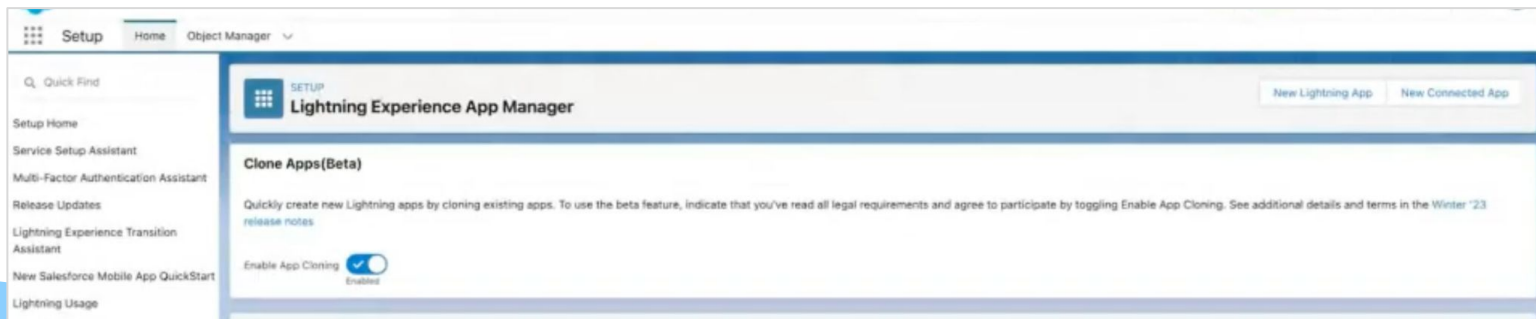 Setup Home Object Manager
Quick Find
Setup Home
Service Setup Assistant
Multi-Factor Authentication Assistant
Release Updates
Lightning Experience Transition
Assistant
New Salesforce Mobile App QuickStart
Lightning Usage
SETUP
Lightning Experience App Manager
New Lightning App New Connected App
Clone Apps(Beta)
Quickly create new Lightning apps by cloning existing apps. To use the beta feature, indicate that you've read all legal requirements and agree to participate by toggling Enable App Cloning. See additional details and terms in the Winter '23
release notes
Enable App Cloning
Enabled